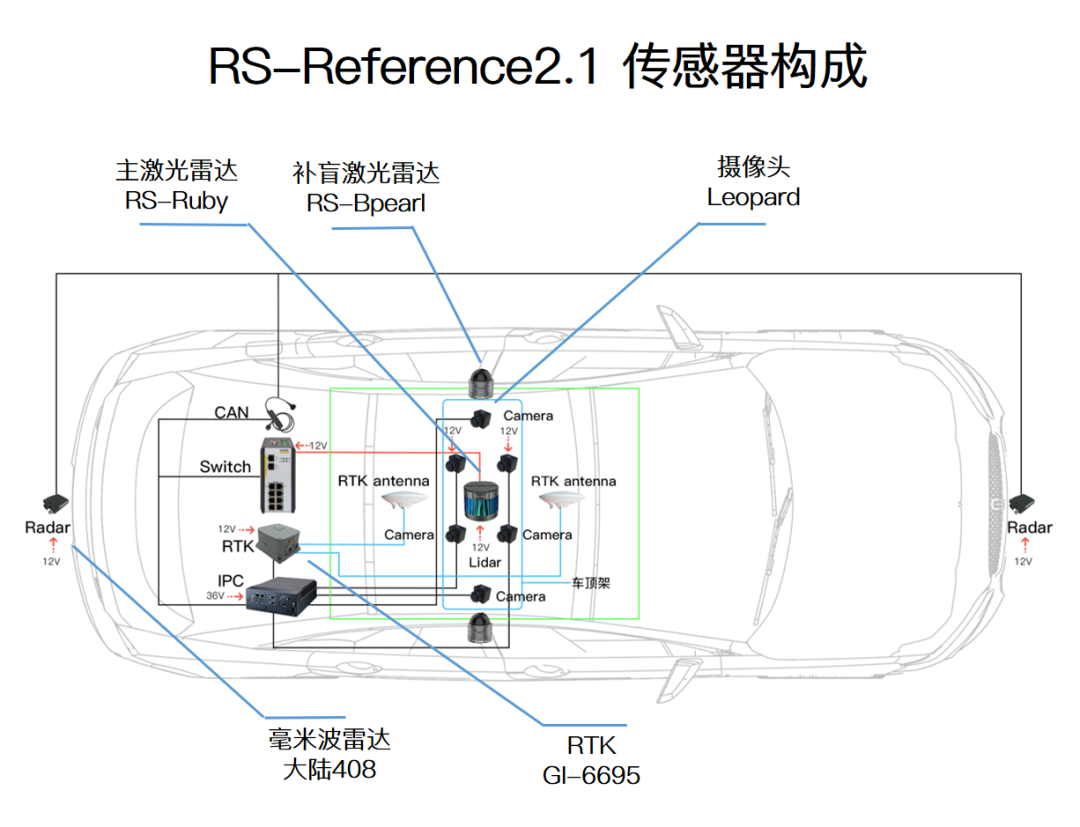 RS-Reference2.1 传感器构成
主激光雷达
RS-Ruby
补盲激光雷达
RS-Bpearl
摄像头
Leopard
CAN
Camera
12V
12V
12V
Switch
RTK antenna
RTK antenna
Radar
12V
12V
RTK
Camera
12V
Lidar
Camera
Radar
12V
IPC
36V
车顶架
Camera
毫米波雷达
大陆408
RTK
GI-6695